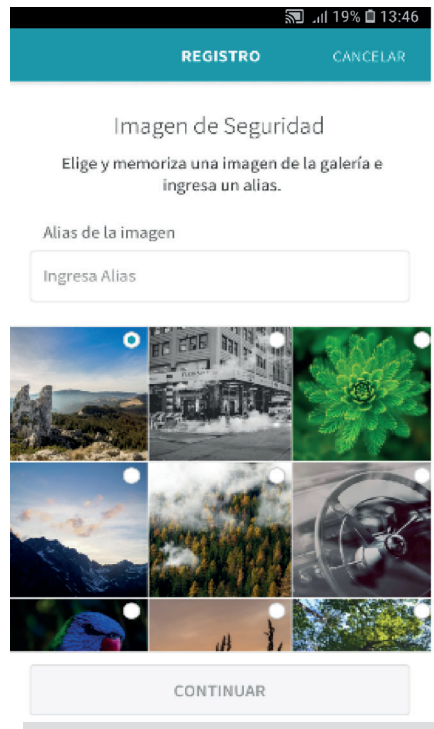 19% 13:46
REGISTRO CANCELAR
Imagen de Seguridad
Elige y memoriza una imagen de la galería e
ingresa un alias.
Alias de la imagen
Ingresa Alias
CONTINUAR